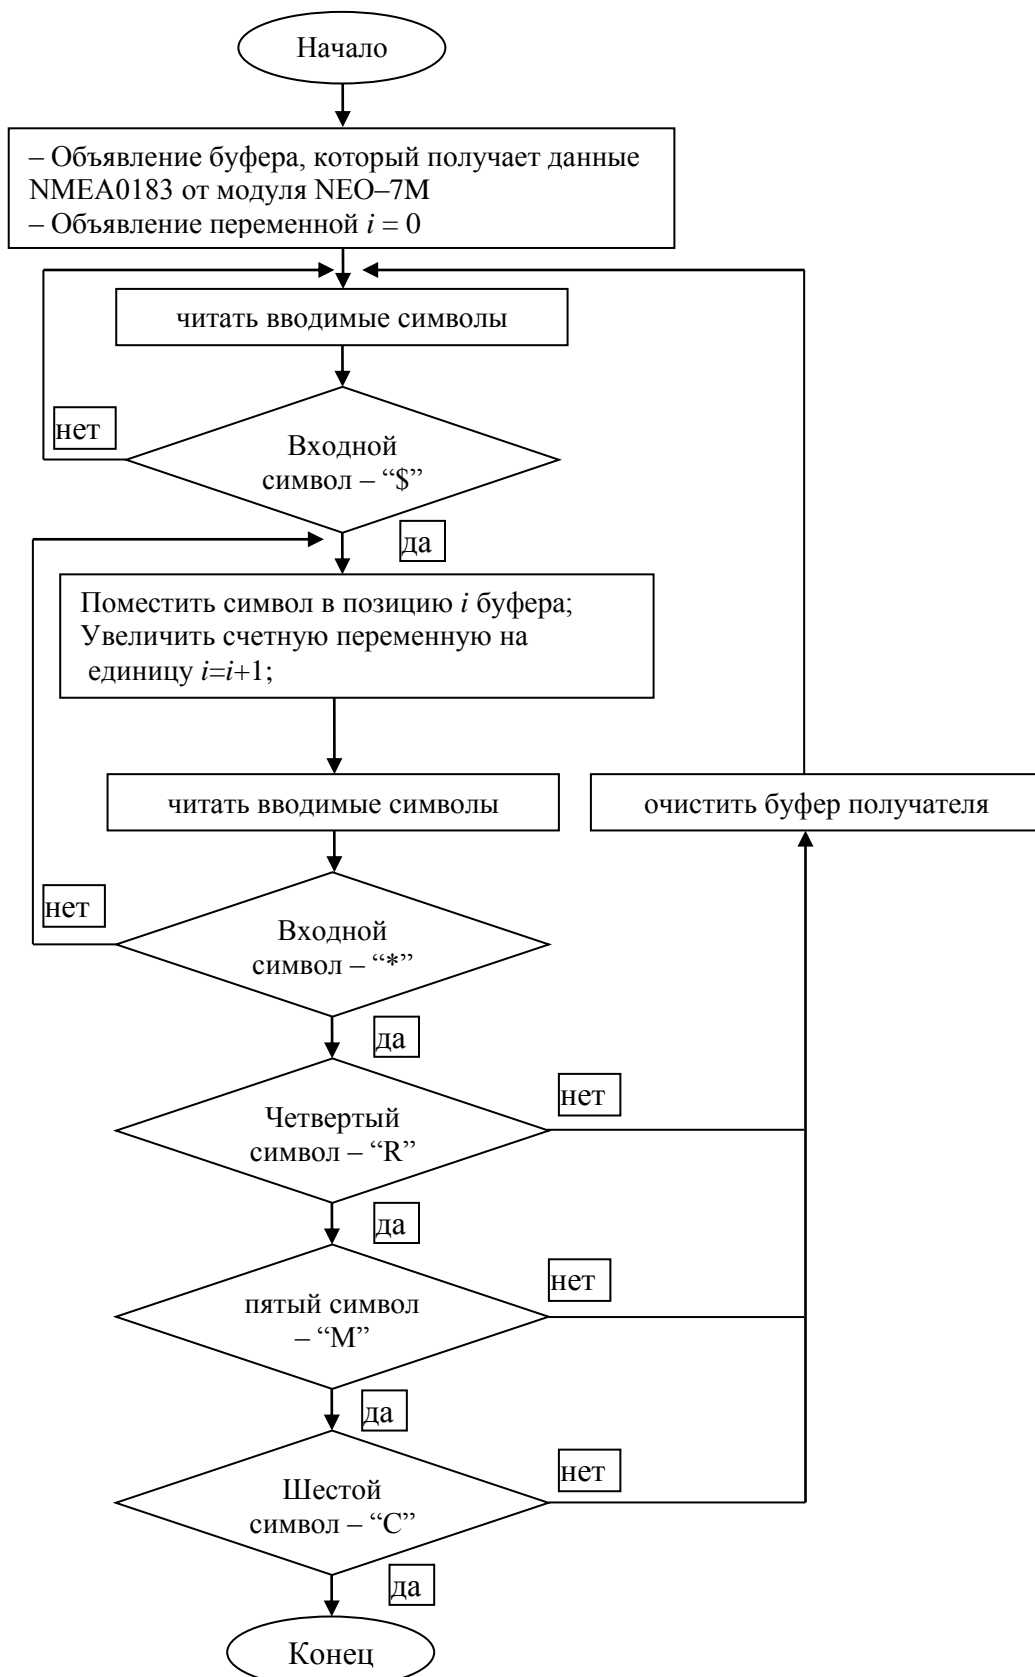 Начало
– Объявление буфера, который получает данные
NMEA0183 от модуля NEO–7M
– Объявление переменной i = 0
читать вводимые символы
нет
Входной
символ – “$”
да
Поместить символ в позицию i буфера;
Увеличить счетную переменную на
единицу i=i+1;
читать вводимые символы
очистить буфер получателя
нет
Входной
символ – “*”
да
Четвертый
символ – “R”
нет
да
пятый символ
– “M”
нет
да
Шестой
символ – “C”
нет
да
Конец